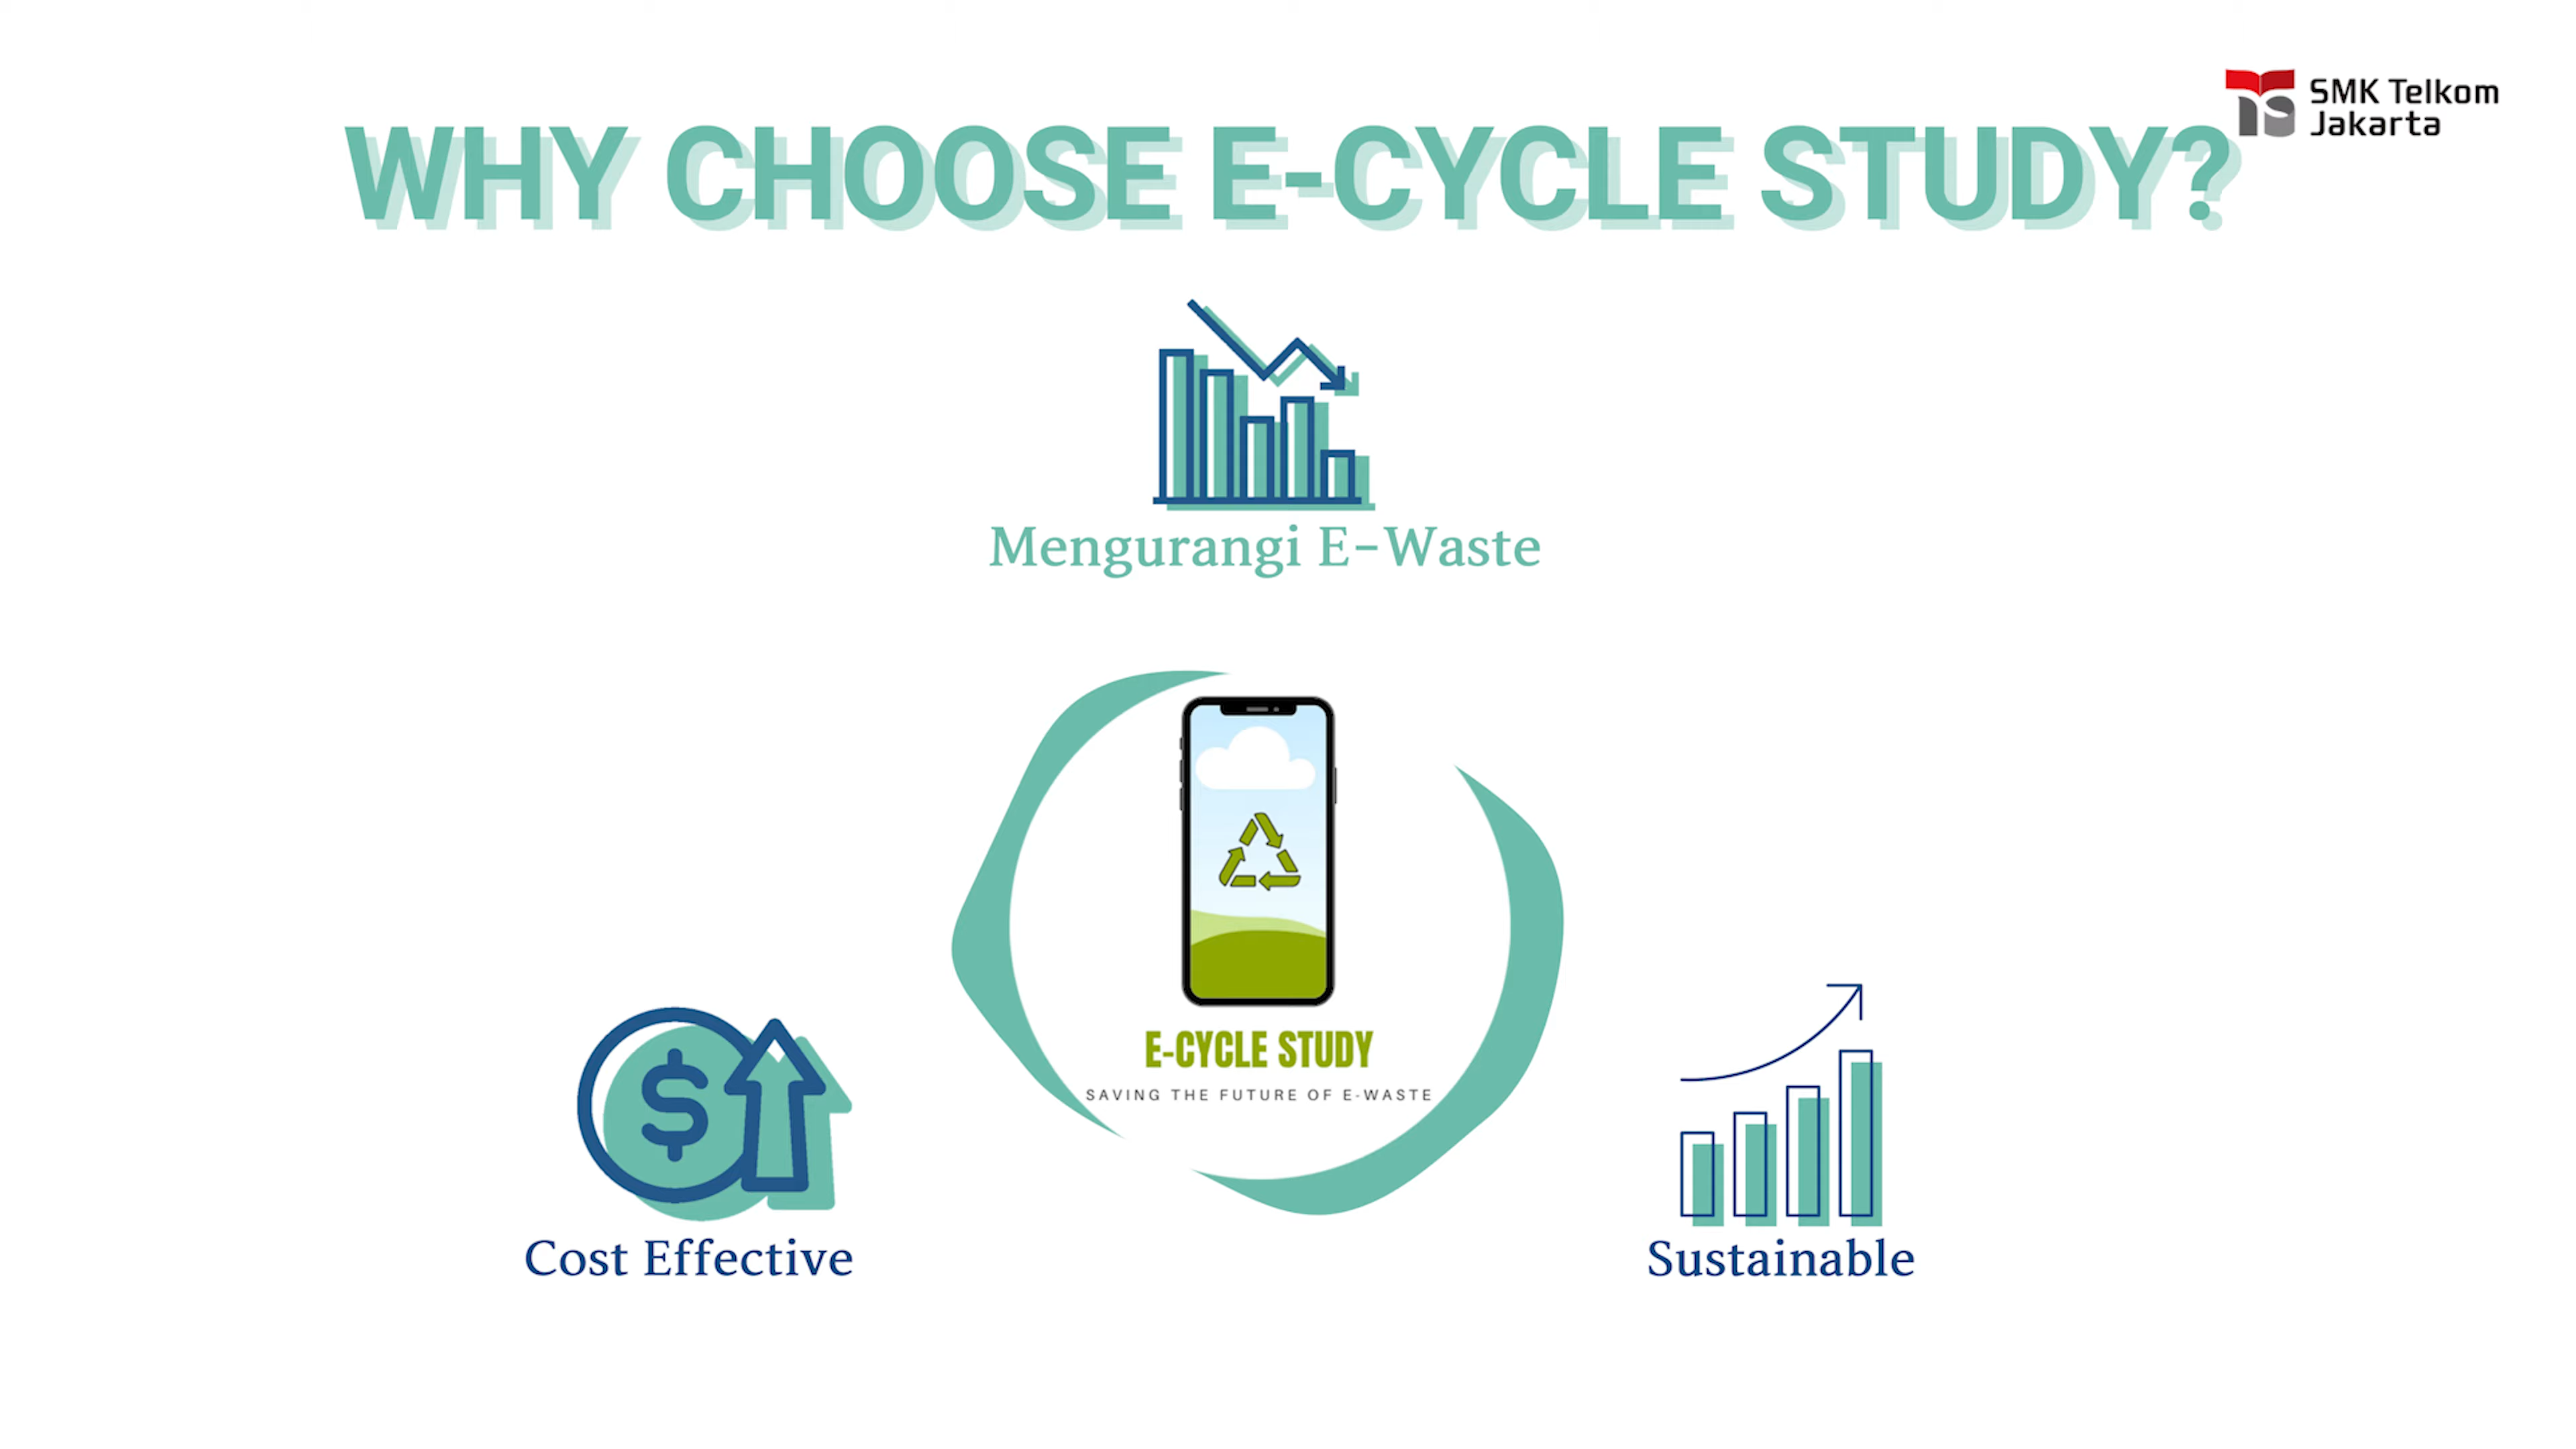 SMK Telkom
Jakarta
WHY CHOOSE E-CYCLE STUDY?
Mengurangi E-Waste
E-CYCLE STUDY
SAVING THE FUTURE OF E-WASTE
$
Cost Effective
Sustainable